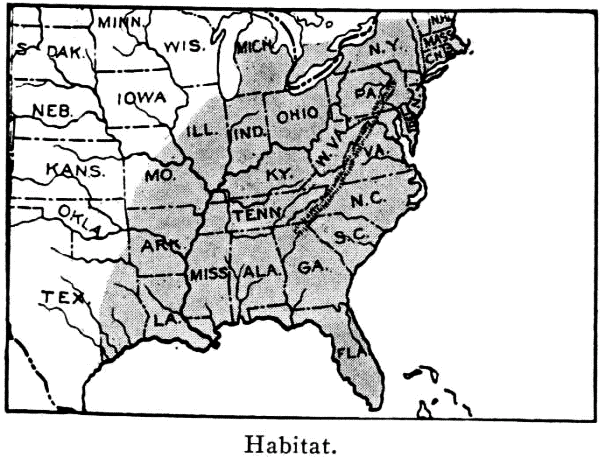 MINN.
WIS.
MICH.
N.Y.
N.H.
MASS
S. DAK.
IOWA
PA.
NEB.
ILL.
IND.
OHIO
W. VA.
VA.
KANS.
MO.
KY.
N.C.
OKLA.
TENN.
S.C.
ARK.
MISS
ALA.
GA.
TEX.
LA.
FLA.
Habitat.